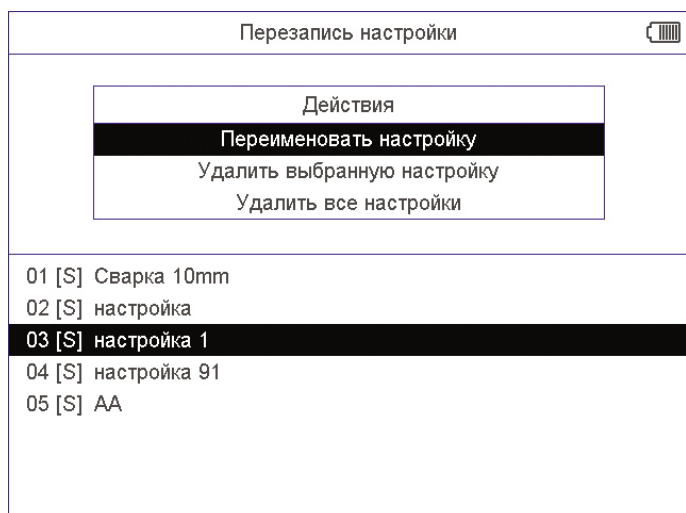 Перезапись настройки
Действия
Переименовать настройку
Удалить выбранную настройку
Удалить все настройки
01 [S] Сварка 10mm
02 [S] настройка
03 [S] настройка 1
04 [S] настройка 91
05 [S] АА